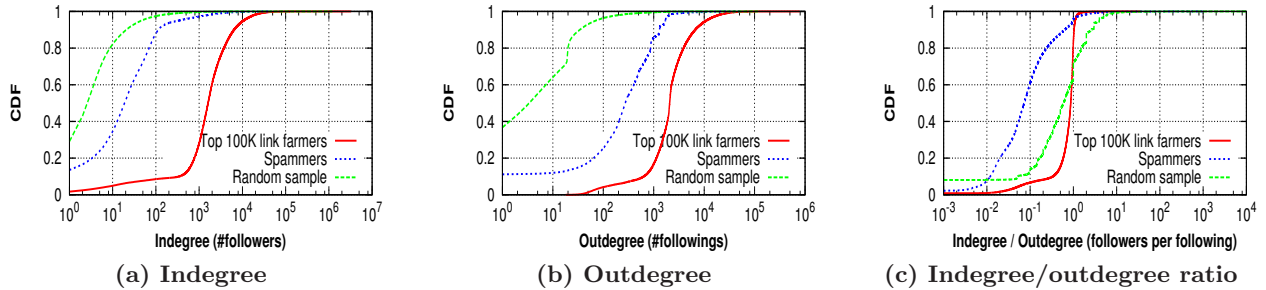 CDF
1
0.8
0.6
0.4
0.2
0
Top 100K link farmers
Spammers
Random sample
10^0 10^1 10^2 10^3 10^4 10^5 10^6 10^7
Indegree (#followers)
(a) Indegree
CDF
1
0.8
0.6
0.4
0.2
0
Top 100K link farmers
Spammers
Random sample
10^0 10^1 10^2 10^3 10^4 10^5 10^6
Outdegree (#followings)
(b) Outdegree
CDF
1
0.8
0.6
0.4
0.2
0
Top 100K link farmers
Spammers
Random sample
10^-3 10^-2 10^-1 10^0 10^1 10^2 10^3 10^4
Indegree / Outdegree (followers per following)
(c) Indegree/outdegree ratio